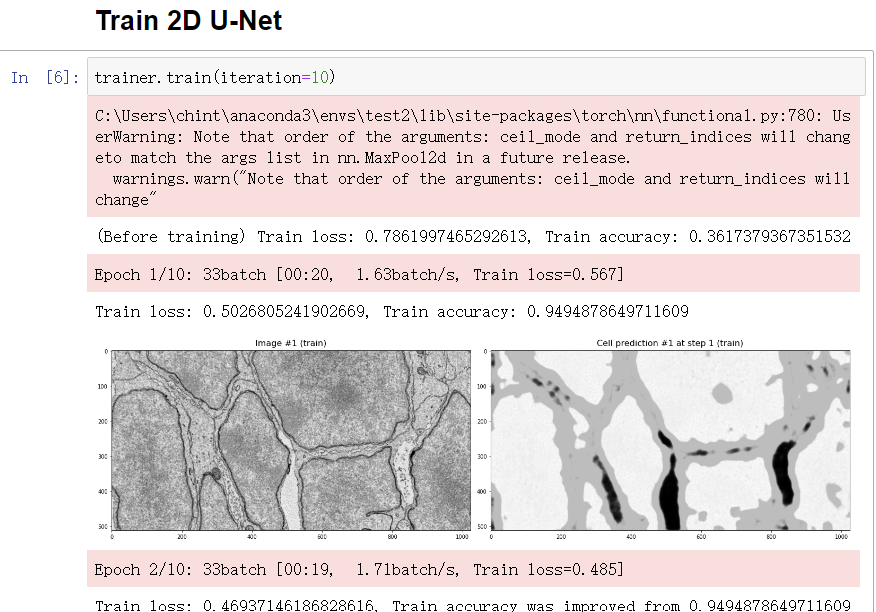 Train 2D U-Net
In [6]: trainer.train(iteration=10)
C:\Users\chint\anaconda3\envs\test2\lib\site-packages\torch\nn\functional.py:780: Us
erWarning: Note that order of the arguments: ceil_mode and return_indices will chang
eto match the args list in nn.MaxPool2d in a future release.
warnings.warn("Note that order of the arguments: ceil_mode and return_indices will
change"
(Before training) Train loss: 0.7861997465292613, Train accuracy: 0.3617379367351532
Epoch 1/10: 33batch [00:20, 1.63batch/s, Train loss=0.567]
Train loss: 0.5026805241902669, Train accuracy: 0.9494878649711609
Image #1 (train)
0
100
200
300
400
500
0 200 400 600 800 1000
Cell prediction #1 at step 1 (train)
0
100
200
300
400
500
0 200 400 600 800 1000
Epoch 2/10: 33batch [00:19, 1.71batch/s, Train loss=0.485]
Train loss: 0.46937146186828616, Train accuracy was improved from 0.9494878649711609